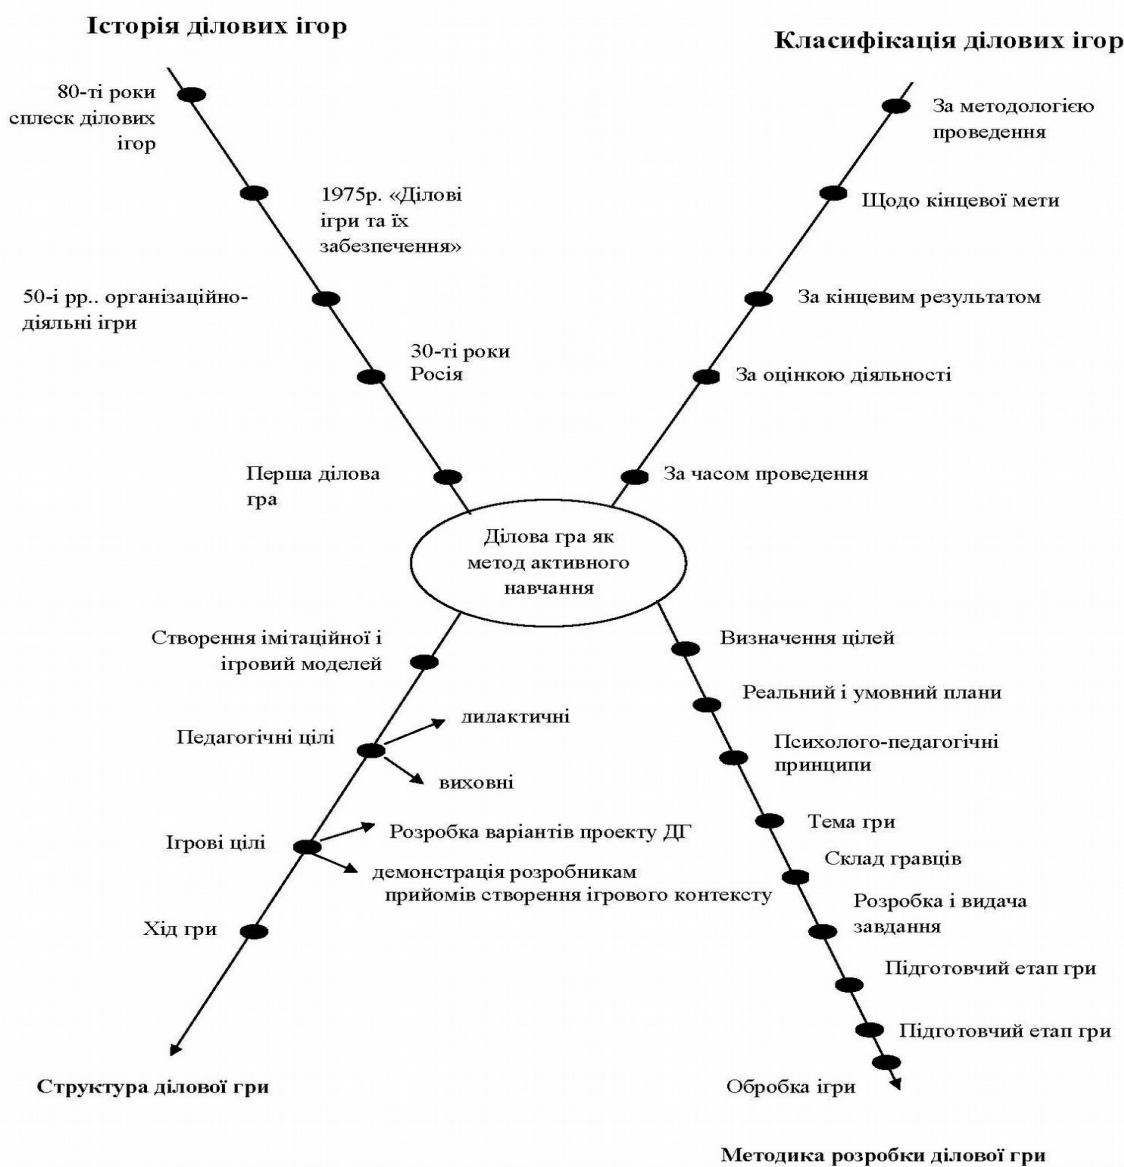 Історія ділових ігор
Класифікація ділових ігор
80-ті роки
сплеск ділових
ігор
1975р. «Ділові
ігри та їх
забезпечення»
50-і рр.. організаційно-
діяльні ігри
30-ті роки
Росія
Перша ділова
гра
За методологією
проведення
Щодо кінцевої мети
За кінцевим результатом
За оцінкою діяльності
За часом проведення
Ділова гра як
метод активного
навчання
Створення імітаційної і
ігровий моделей
Педагогічні цілі
дидактичні
виховні
Ігрові цілі
Розробка варіантів проекту ДГ
демонстрація розробникам
прийомів створення ігрового контексту
Хід гри
Структура ділової гри
Визначення цілей
Реальний і умовний плани
Психолого-педагогічні
принципи
Тема гри
Склад гравців
Розробка і видача
завдання
Підготовчий етап гри
Підготовчий етап гри
Обробка ігри
Методика розробки ділової гри